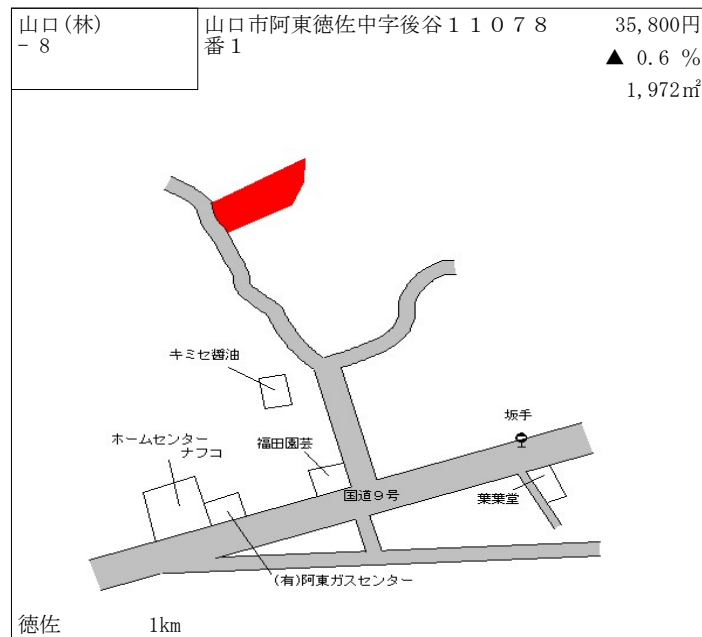 山口(林)
- 8
山口市阿東徳佐中字後谷１１０７８
番１
35,800円
▲ 0.6 %
1,972㎡
キミセ醤油
坂手
ホームセンター
ナフコ
福田園芸
国道９号
葉葉堂
(有)阿東ガスセンター
徳佐 1km